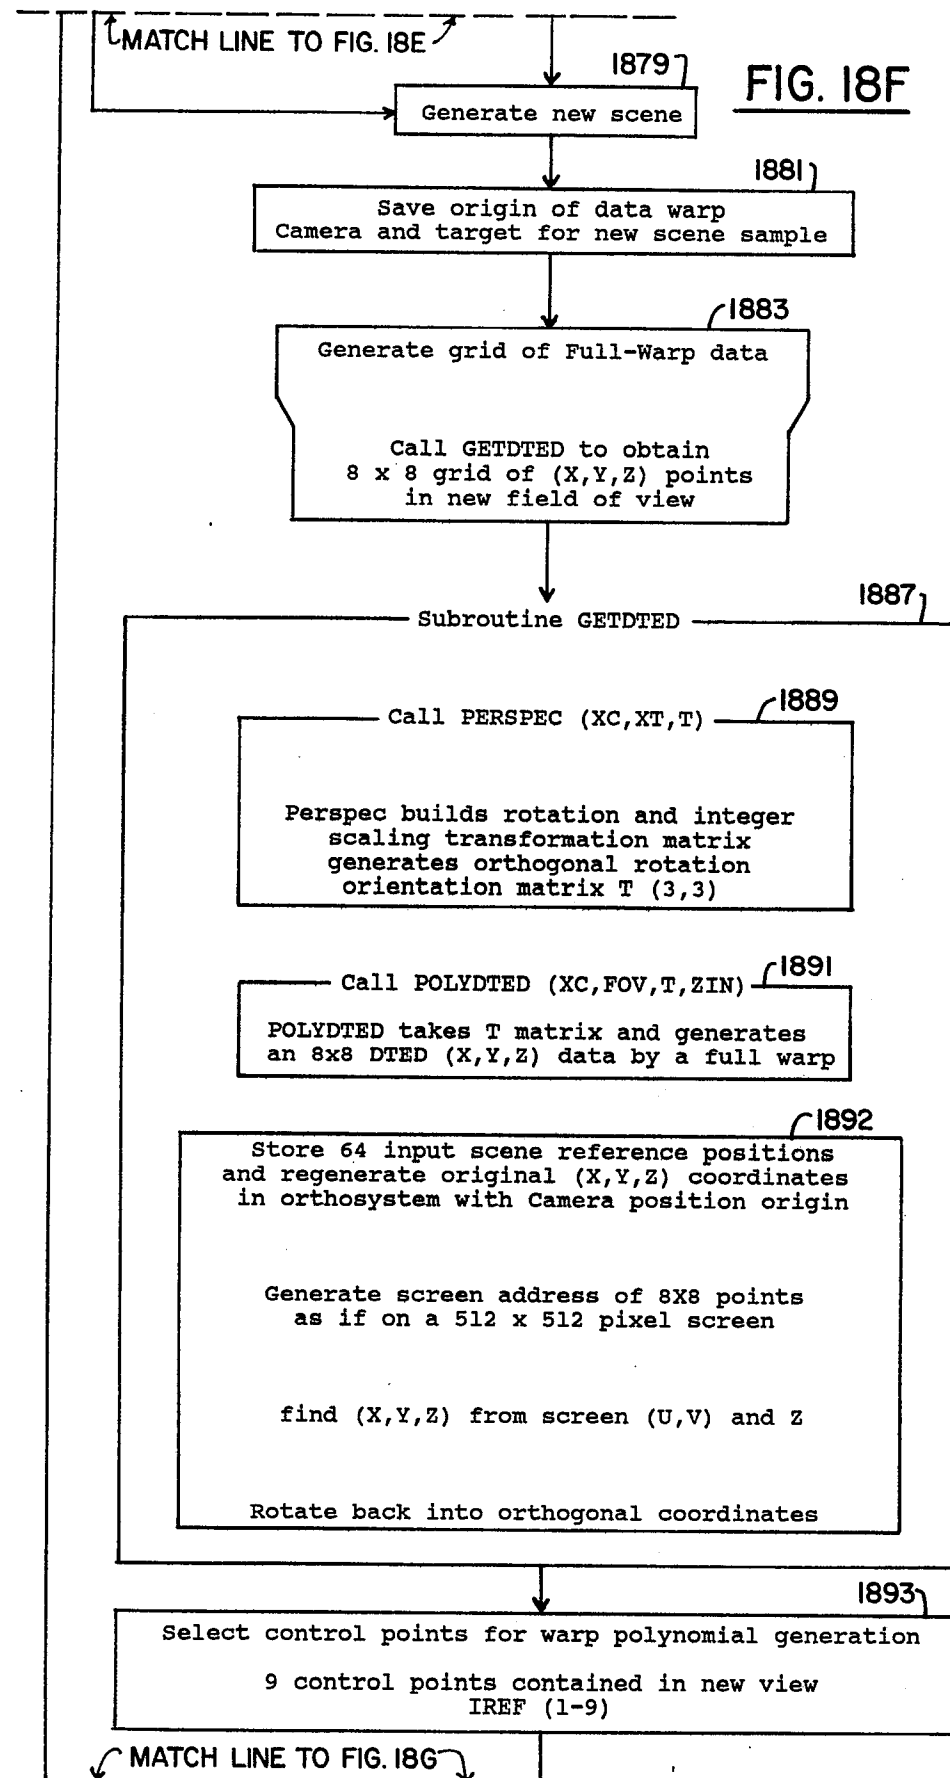 MATCH LINE TO FIG. 18E
1879
FIG. 18F
Generate new scene
1881
Save origin of data warp
Camera and target for new scene sample
1883
Generate grid of Full-Warp data
Call GETDTED to obtain
8 x 8 grid of (X,Y,Z) points
in new field of view
1887
Subroutine GETDTED
1889
Call PERSPEC (XC,XT,T)
Perspec builds rotation and integer
scaling transformation matrix
generates orthogonal rotation
orientation matrix T (3,3)
1891
Call POLYDTED (XC,FOV,T,ZIN)
POLYDTED takes T matrix and generates
an 8x8 DTED (X,Y,Z) data by a full warp
1892
Store 64 input scene reference positions
and regenerate original (X,Y,Z) coordinates
in orthosystem with Camera position origin
Generate screen address of 8X8 points
as if on a 512 x 512 pixel screen
find (X,Y,Z) from screen (U,V) and Z
Rotate back into orthogonal coordinates
1893
Select control points for warp polynomial generation
9 control points contained in new view
IREF (1-9)
MATCH LINE TO FIG. 18G